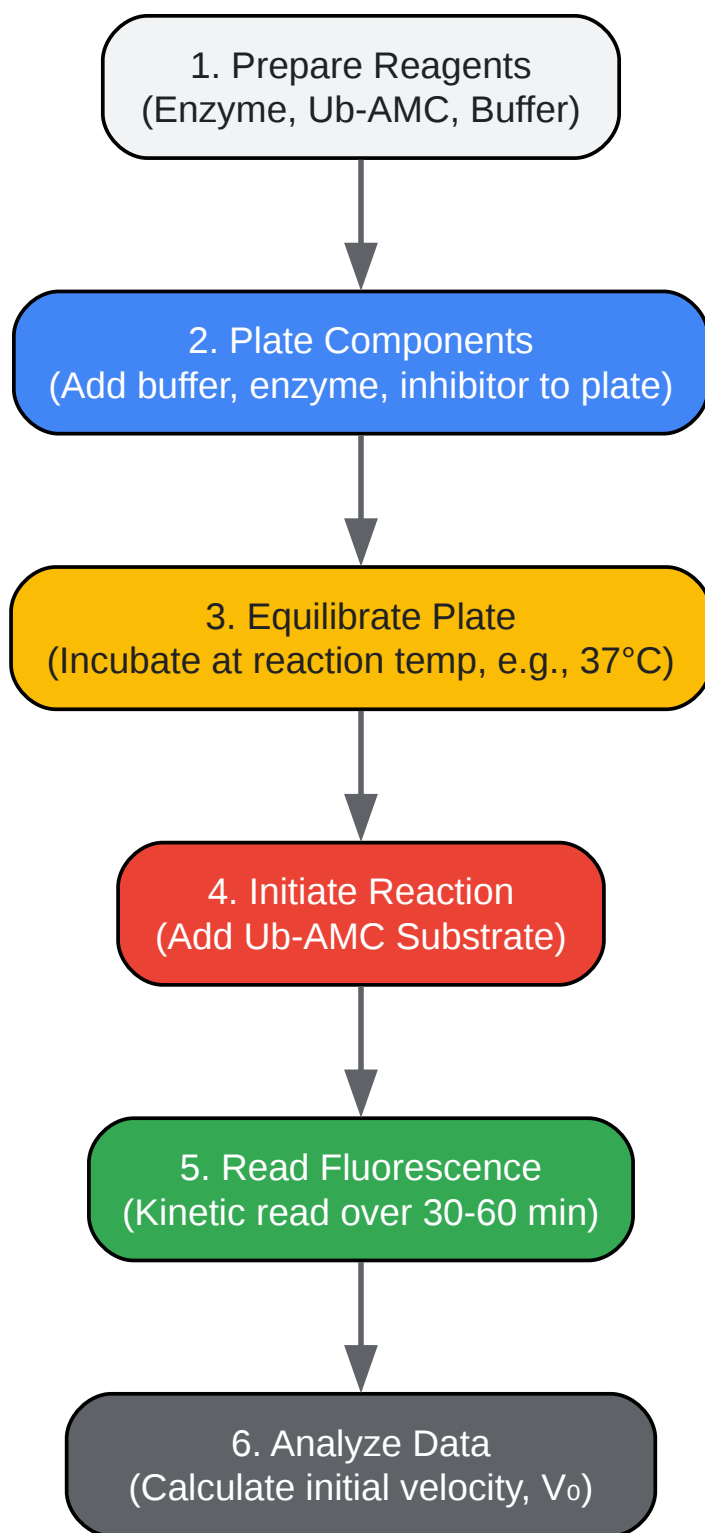 1. Prepare Reagents
(Enzyme, Ub-AMC, Buffer)
2. Plate Components
(Add buffer, enzyme, inhibitor to plate)
3. Equilibrate Plate
(Incubate at reaction temp, e.g., 37°C)
4. Initiate Reaction
(Add Ub-AMC Substrate)
5. Read Fluorescence
(Kinetic read over 30-60 min)
6. Analyze Data
(Calculate initial velocity, V₀)